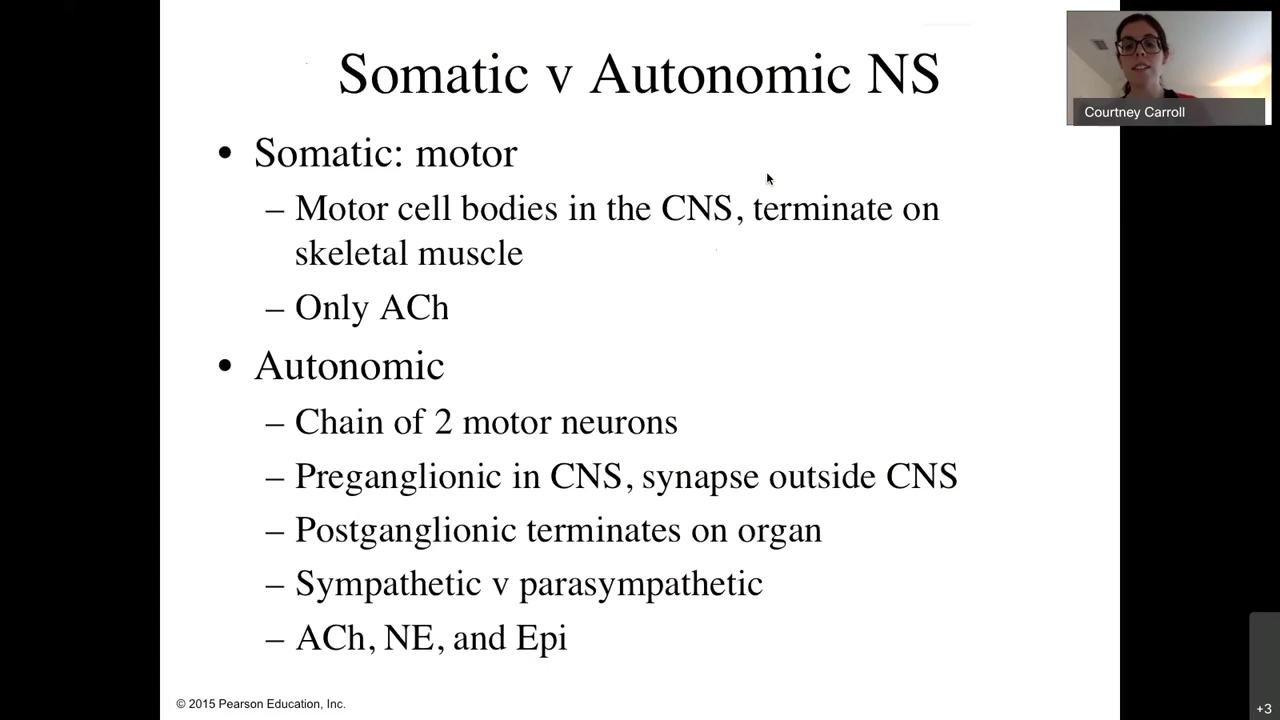 Somatic v Autonomic NS
Courtney Carroll
• Somatic: motor
– Motor cell bodies in the CNS, terminate on
skeletal muscle
– Only ACh
• Autonomic
– Chain of 2 motor neurons
– Preganglionic in CNS, synapse outside CNS
– Postganglionic terminates on organ
– Sympathetic v parasympathetic
– ACh, NE, and Epi
© 2015 Pearson Education, Inc.
+3